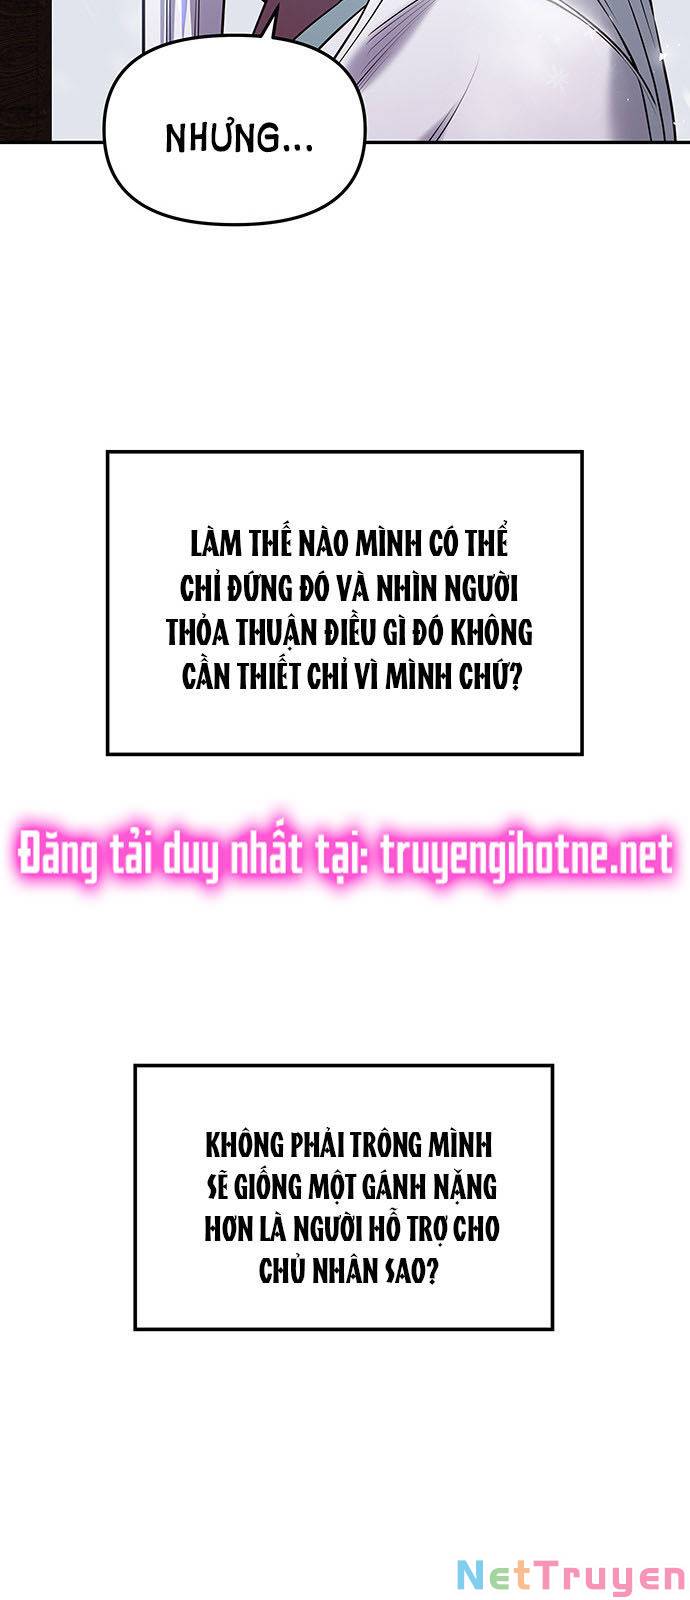 NHƯNG...
LÀM THẾ NÀO MÌNH CÓ THỂ
CHỈ ĐỨNG ĐÓ VÀ NHÌN NGƯỜI
THỎA THUẬN ĐIỀU GÌ ĐÓ KHÔNG
CẦN THIẾT CHỈ VÌ MÌNH CHỨ?
Đăng tải duy nhất tại: truyengihotne.net
KHÔNG PHẢI TRÔNG MÌNH
SẼ GIỐNG MỘT GÁNH NẶNG
HƠN LÀ NGƯỜI HỖ TRỢ CHO
CHỦ NHÂN SAO?
NetTruyen